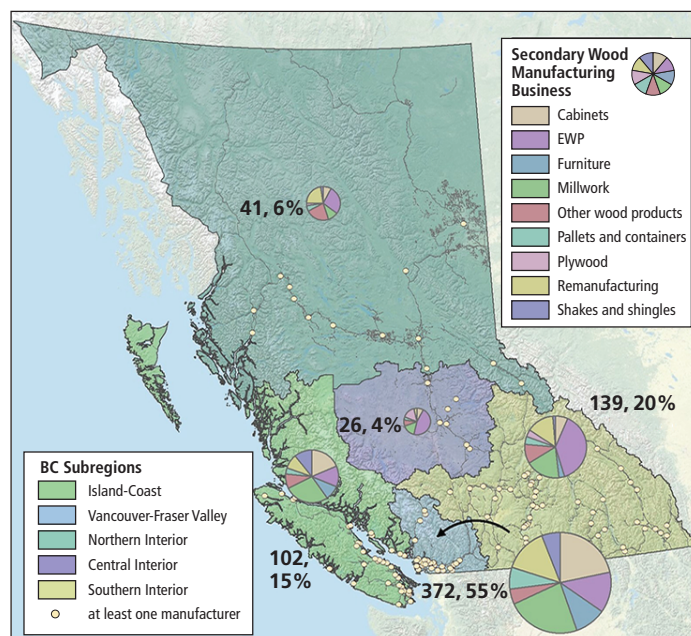 Secondary Wood
Manufacturing
Business
Cabinets
EWP
Furniture
Millwork
Other wood products
Pallets and containers
Plywood
Remanufacturing
Shakes and shingles
41, 6%
139, 20%
26, 4%
102,
15%
372, 55%
BC Subregions
Island-Coast
Vancouver-Fraser Valley
Northern Interior
Central Interior
Southern Interior
at least one manufacturer